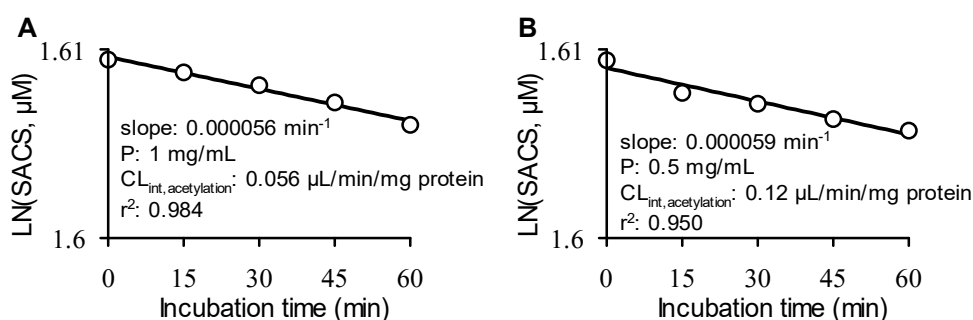 A
LN(SACS, µM)
1.61
1.6
slope: 0.000056 min⁻¹
P: 1 mg/mL
CLint,acetylation: 0.056 µL/min/mg protein
r²: 0.984
0 15 30 45 60
Incubation time (min)
B
LN(SACS, µM)
1.61
1.6
slope: 0.000059 min⁻¹
P: 0.5 mg/mL
CLint,acetylation: 0.12 µL/min/mg protein
r²: 0.950
0 15 30 45 60
Incubation time (min)